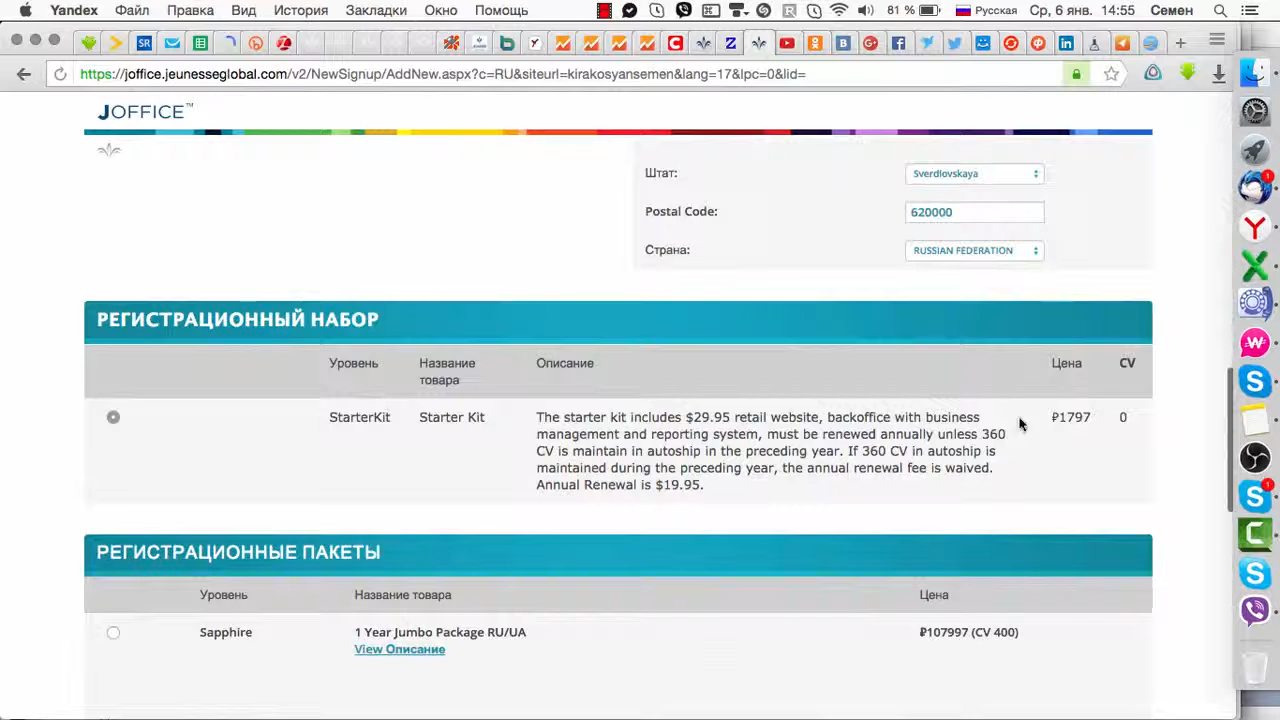 Yandex Файл Правка Вид История Закладки Окно Помощь 81 % Русская Ср, 6 янв. 14:55 Семен
https://joffice.jeunesseglobal.com/v2/NewSignup/AddNew.aspx?c=RU&siteurl=kirakosyansemen&lang=17&lpc=0&lid=
JOFFICE™
Штат: Sverdlovskaya
Postal Code: 620000
Страна: RUSSIAN FEDERATION
РЕГИСТРАЦИОННЫЙ НАБОР
Уровень Название товара Описание Цена CV
StarterKit Starter Kit The starter kit includes $29.95 retail website, backoffice with business ₽1797 0
management and reporting system, must be renewed annually unless 360
CV is maintain in autoship in the preceding year. If 360 CV in autoship is
maintained during the preceding year, the annual renewal fee is waived.
Annual Renewal is $19.95.
РЕГИСТРАЦИОННЫЕ ПАКЕТЫ
Уровень Название товара Цена
Sapphire 1 Year Jumbo Package RU/UA ₽107997 (CV 400)
View Описание